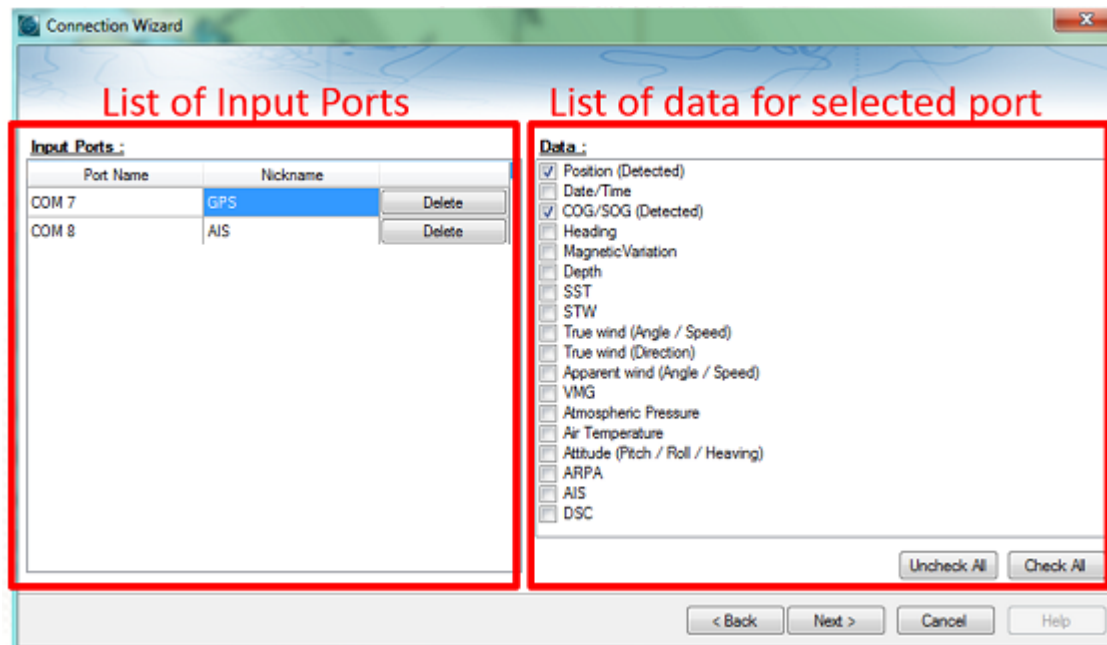 Connection Wizard
List of Input Ports
List of data for selected port
Input Ports :
Port Name Nickname
COM 7 GPS Delete
COM 8 AIS Delete
Data :
Position (Detected)
Date/Time
COG/SOG (Detected)
Heading
MagneticVariation
Depth
SST
STW
True wind (Angle / Speed)
True wind (Direction)
Apparent wind (Angle / Speed)
VMG
Atmospheric Pressure
Air Temperature
Attitude (Pitch / Roll / Heaving)
ARPA
AIS
DSC
Uncheck All Check All
< Back Next > Cancel Help